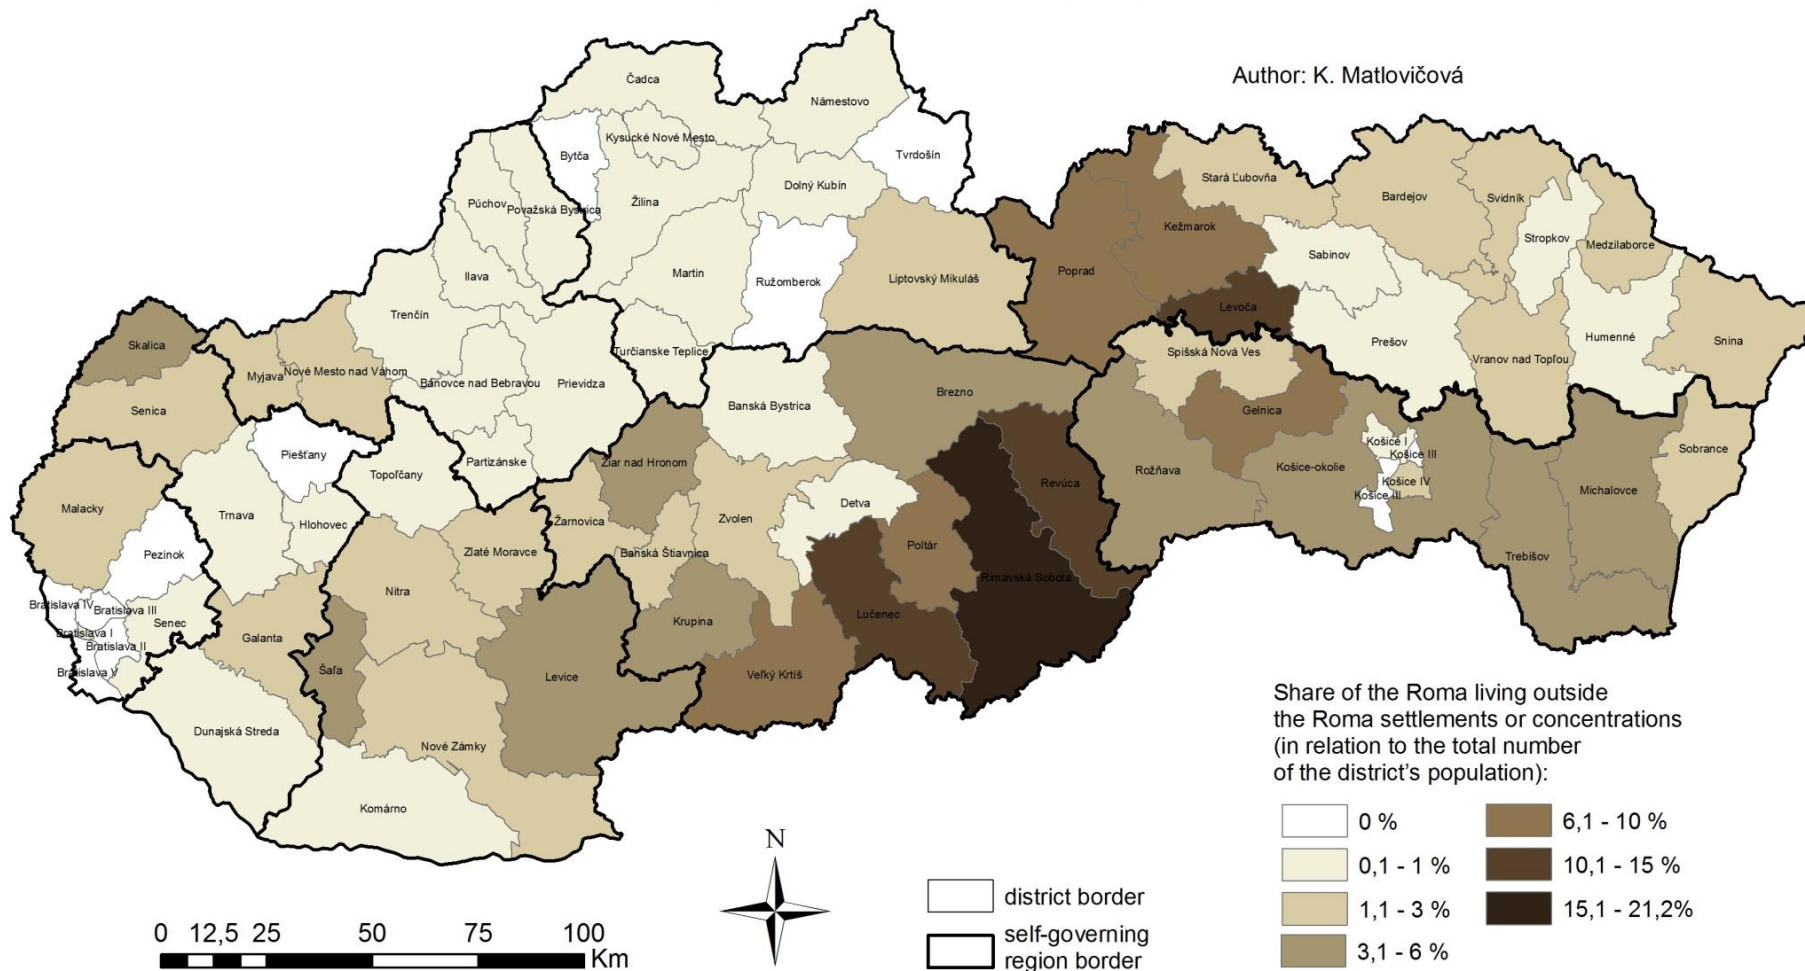 Author: K. Matlovičová
Čadca
Námestovo
Kysucké Nové Mesto
Bytča
Tvrdošín
Stará Ľubovňa
Bardejov
Svidník
Dolný Kubín
Púchov
Považská Bystrica
Žilina
Kežmarok
Stropkov
Medzilaborce
Sabinov
Ilava
Martin
Ružomberok
Liptovský Mikuláš
Poprad
Levoča
Trenčín
Prešov
Humenné
Snina
Skalica
Myjava
Nové Mesto nad Váhom
Turčianske Teplice
Spišská Nová Ves
Vranov nad Topľou
Bánovce nad Bebravou
Prievidza
Senica
Banská Bystrica
Brezno
Gelnica
Košice I
Košice III
Sobrance
Piešťany
Topoľčany
Partizánske
Žiar nad Hronom
Rožňava
Košice-okolie
Košice IV
Košice III
Michalovce
Malacky
Trnava
Hlohovec
Žarnovica
Zvolen
Detva
Revúca
Pezinok
Zlaté Moravce
Banská Štiavnica
Poltár
Trebišov
Rimavská Sobota
Nitra
Bratislava IV
Bratislava III
Senec
Bratislava I
Bratislava II
Bratislava V
Galanta
Krupina
Lučenec
Šaľa
Levice
Veľký Krtíš
Dunajská Streda
Nové Zámky
Komárno
Share of the Roma living outside
the Roma settlements or concentrations
(in relation to the total number
of the district's population):
0 %
0,1 - 1 %
1,1 - 3 %
3,1 - 6 %
6,1 - 10 %
10,1 - 15 %
15,1 - 21,2%
N
district border
self-governing
region border
0 12,5 25 50 75 100
Km